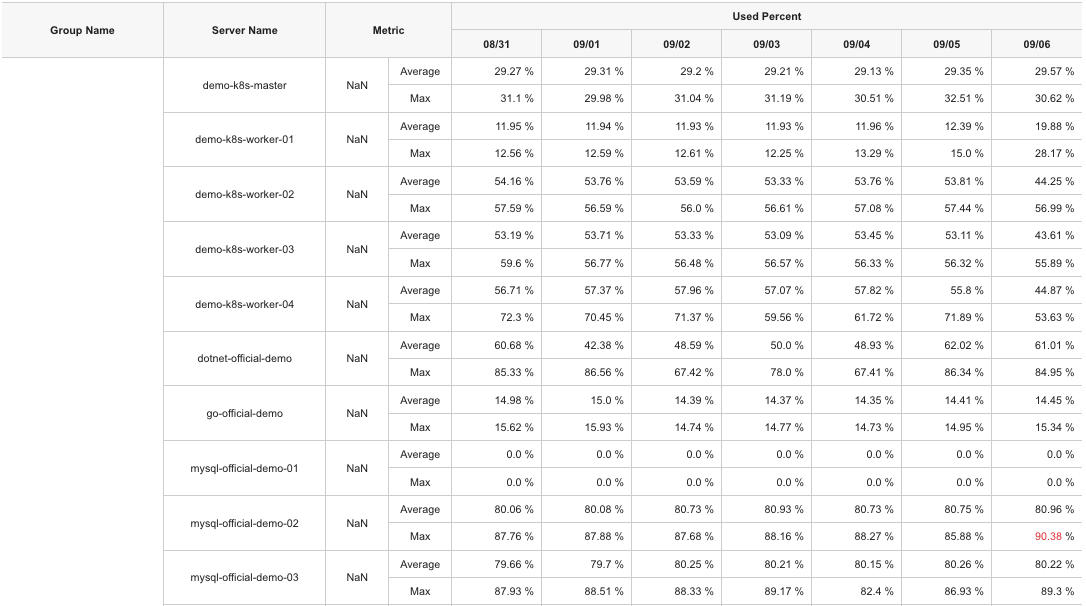 Group Name Server Name Metric Used Percent
08/31 09/01 09/02 09/03 09/04 09/05 09/06
demo-k8s-master NaN Average 29.27 % 29.31 % 29.2 % 29.21 % 29.13 % 29.35 % 29.57 %
Max 31.1 % 29.98 % 31.04 % 31.19 % 30.51 % 32.51 % 30.62 %
demo-k8s-worker-01 NaN Average 11.95 % 11.94 % 11.93 % 11.93 % 11.96 % 12.39 % 19.88 %
Max 12.56 % 12.59 % 12.61 % 12.25 % 13.29 % 15.0 % 28.17 %
demo-k8s-worker-02 NaN Average 54.16 % 53.76 % 53.59 % 53.33 % 53.76 % 53.81 % 44.25 %
Max 57.59 % 56.59 % 56.0 % 56.61 % 57.08 % 57.44 % 56.99 %
demo-k8s-worker-03 NaN Average 53.19 % 53.71 % 53.33 % 53.09 % 53.45 % 53.11 % 43.61 %
Max 59.6 % 56.77 % 56.48 % 56.57 % 56.33 % 56.32 % 55.89 %
demo-k8s-worker-04 NaN Average 56.71 % 57.37 % 57.96 % 57.07 % 57.82 % 55.8 % 44.87 %
Max 72.3 % 70.45 % 71.37 % 59.56 % 61.72 % 71.89 % 53.63 %
dotnet-official-demo NaN Average 60.68 % 42.38 % 48.59 % 50.0 % 48.93 % 62.02 % 61.01 %
Max 85.33 % 86.56 % 67.42 % 78.0 % 67.41 % 86.34 % 84.95 %
go-official-demo NaN Average 14.98 % 15.0 % 14.39 % 14.37 % 14.35 % 14.41 % 14.45 %
Max 15.62 % 15.93 % 14.74 % 14.77 % 14.73 % 14.95 % 15.34 %
mysql-official-demo-01 NaN Average 0.0 % 0.0 % 0.0 % 0.0 % 0.0 % 0.0 % 0.0 %
Max 0.0 % 0.0 % 0.0 % 0.0 % 0.0 % 0.0 % 0.0 %
mysql-official-demo-02 NaN Average 80.06 % 80.08 % 80.73 % 80.93 % 80.73 % 80.75 % 80.96 %
Max 87.76 % 87.88 % 87.68 % 88.16 % 88.27 % 85.88 % 90.38 %
mysql-official-demo-03 NaN Average 79.66 % 79.7 % 80.25 % 80.21 % 80.15 % 80.26 % 80.22 %
Max 87.93 % 88.51 % 88.33 % 89.17 % 82.4 % 86.93 % 89.3 %